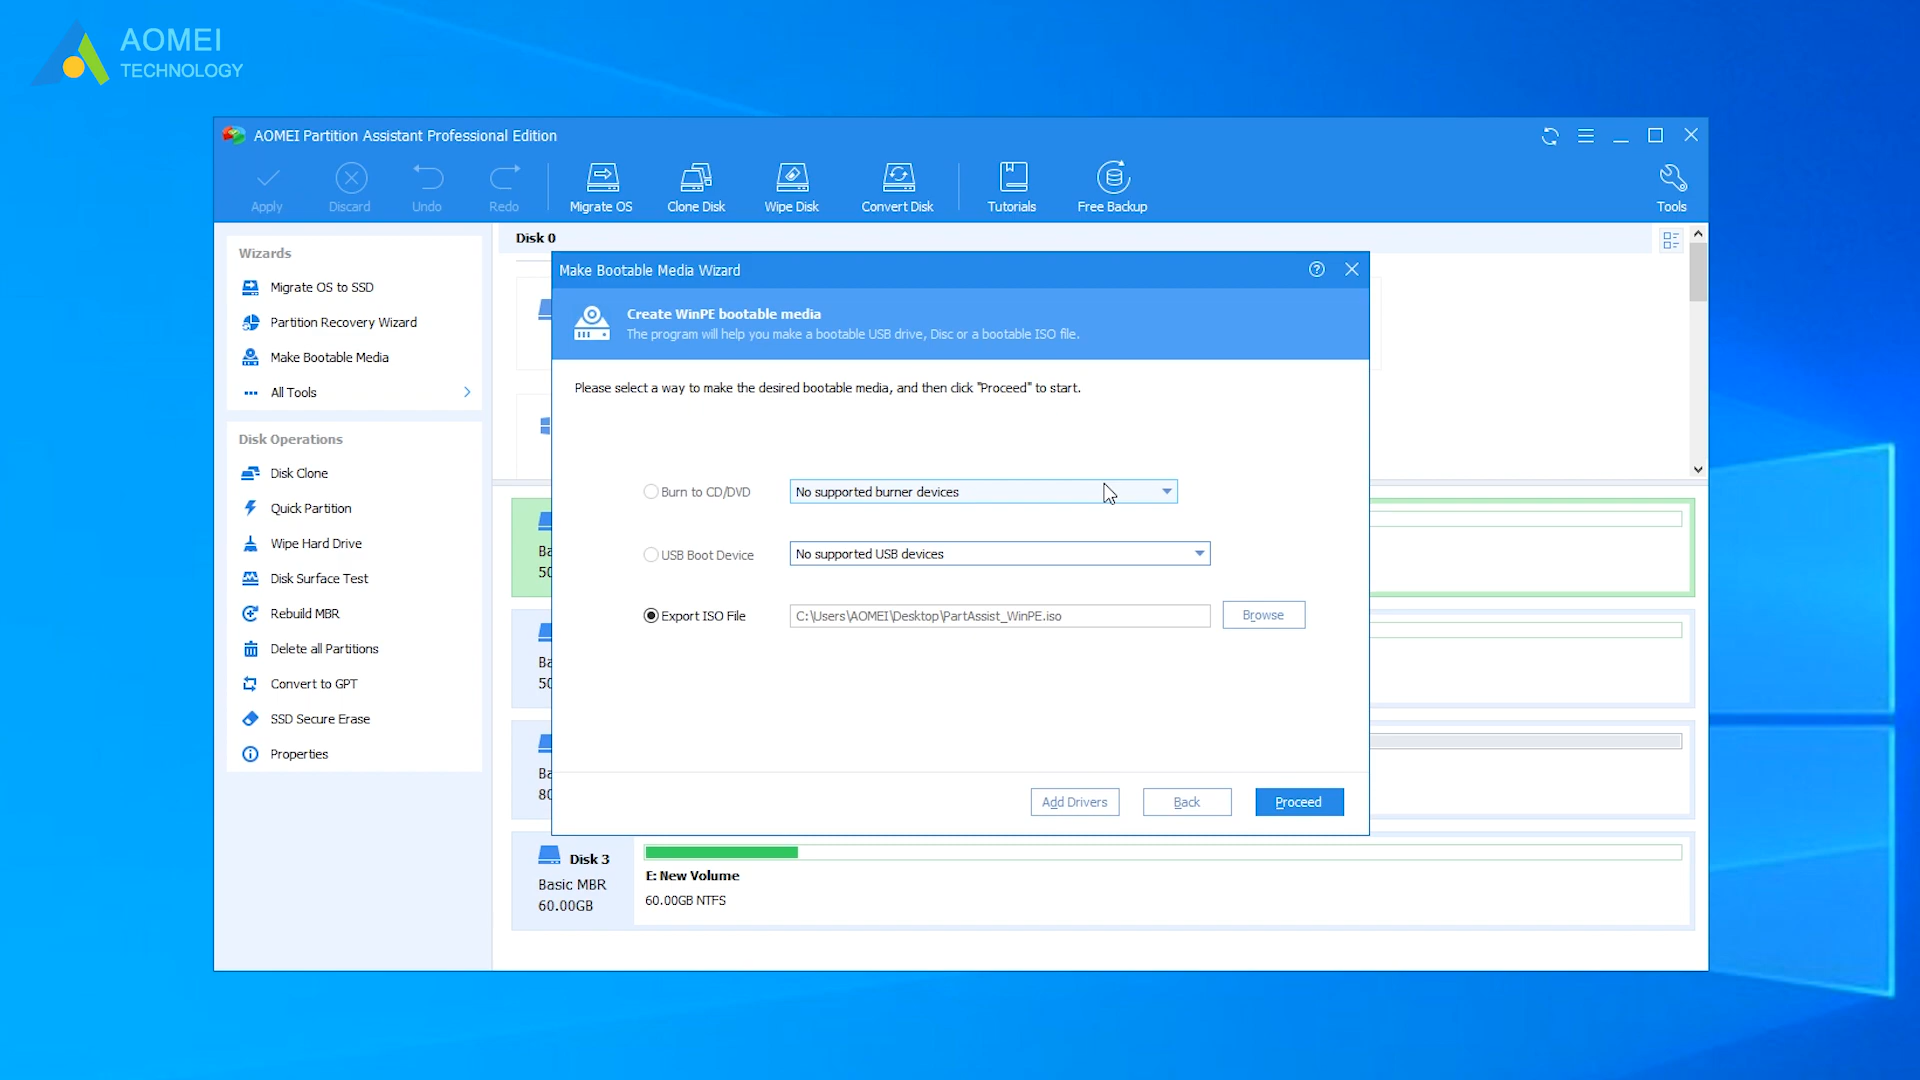 AOMEI
TECHNOLOGY
AOMEI Partition Assistant Professional Edition
Apply
Discard
Undo
Redo
Migrate OS
Clone Disk
Wipe Disk
Convert Disk
Tutorials
Free Backup
Tools
Wizards
Migrate OS to SSD
Partition Recovery Wizard
Make Bootable Media
All Tools
Disk Operations
Disk Clone
Quick Partition
Wipe Hard Drive
Disk Surface Test
Rebuild MBR
Delete all Partitions
Convert to GPT
SSD Secure Erase
Properties
Disk 0
Make Bootable Media Wizard
Create WinPE bootable media
The program will help you make a bootable USB drive, Disc or a bootable ISO file.
Please select a way to make the desired bootable media, and then click "Proceed" to start.
Burn to CD/DVD
No supported burner devices
USB Boot Device
No supported USB devices
Export ISO File
C:\Users\AOMEI\Desktop\PartAssist_WinPE.iso
Browse
Add Drivers
Back
Proceed
Ba
50
Ba
50
Ba
80
Disk 3
Basic MBR
60.00GB
E: New Volume
60.00GB NTFS